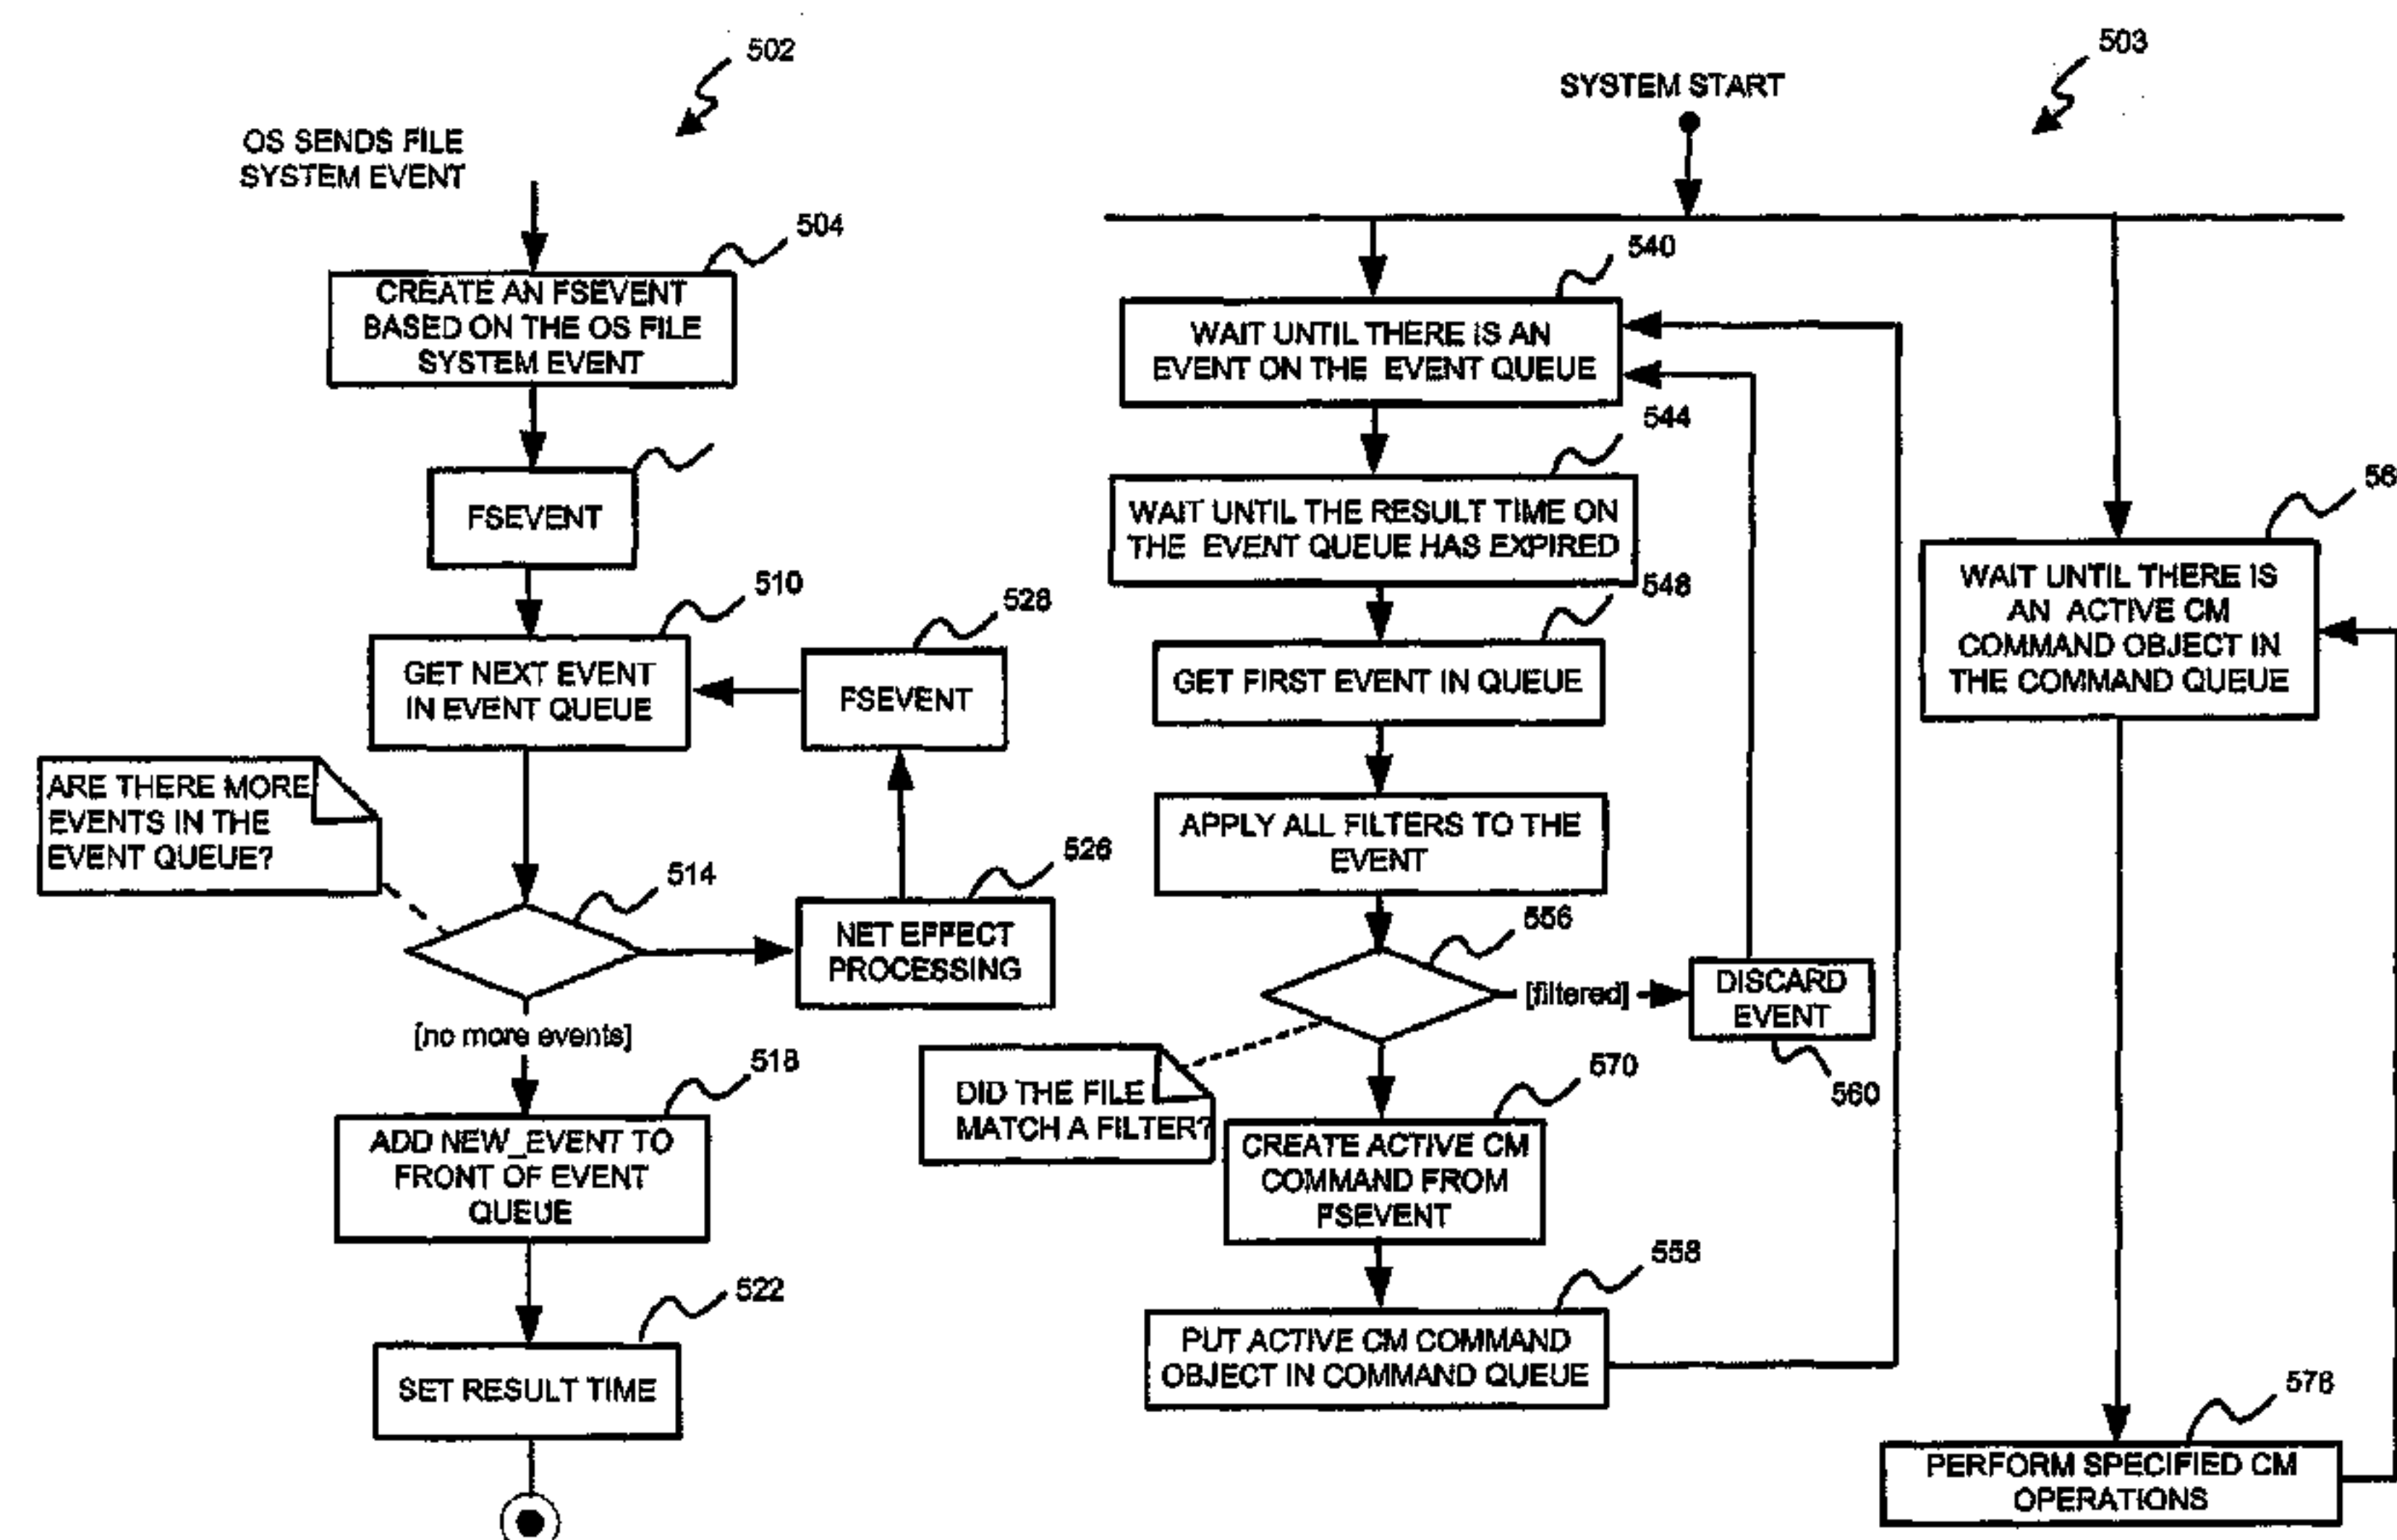 502
OS SENDS FILE
SYSTEM EVENT
504
CREATE AN FSEVENT
BASED ON THE OS FILE
SYSTEM EVENT
FSEVENT
510
GET NEXT EVENT
IN EVENT QUEUE
528
FSEVENT
ARE THERE MORE
EVENTS IN THE
EVENT QUEUE?
514
526
NET EFFECT
PROCESSING
[no more events]
518
ADD NEW_EVENT TO
FRONT OF EVENT
QUEUE
522
SET RESULT TIME
503
SYSTEM START
540
WAIT UNTIL THERE IS AN
EVENT ON THE EVENT QUEUE
544
WAIT UNTIL THE RESULT TIME ON
THE EVENT QUEUE HAS EXPIRED
548
GET FIRST EVENT IN QUEUE
APPLY ALL FILTERS TO THE
EVENT
556
[filtered]
DISCARD
EVENT
560
DID THE FILE
MATCH A FILTER?
570
CREATE ACTIVE CM
COMMAND FROM
FSEVENT
558
PUT ACTIVE CM COMMAND
OBJECT IN COMMAND QUEUE
WAIT UNTIL THERE IS
AN ACTIVE CM
COMMAND OBJECT IN
THE COMMAND QUEUE
576
PERFORM SPECIFIED CM
OPERATIONS